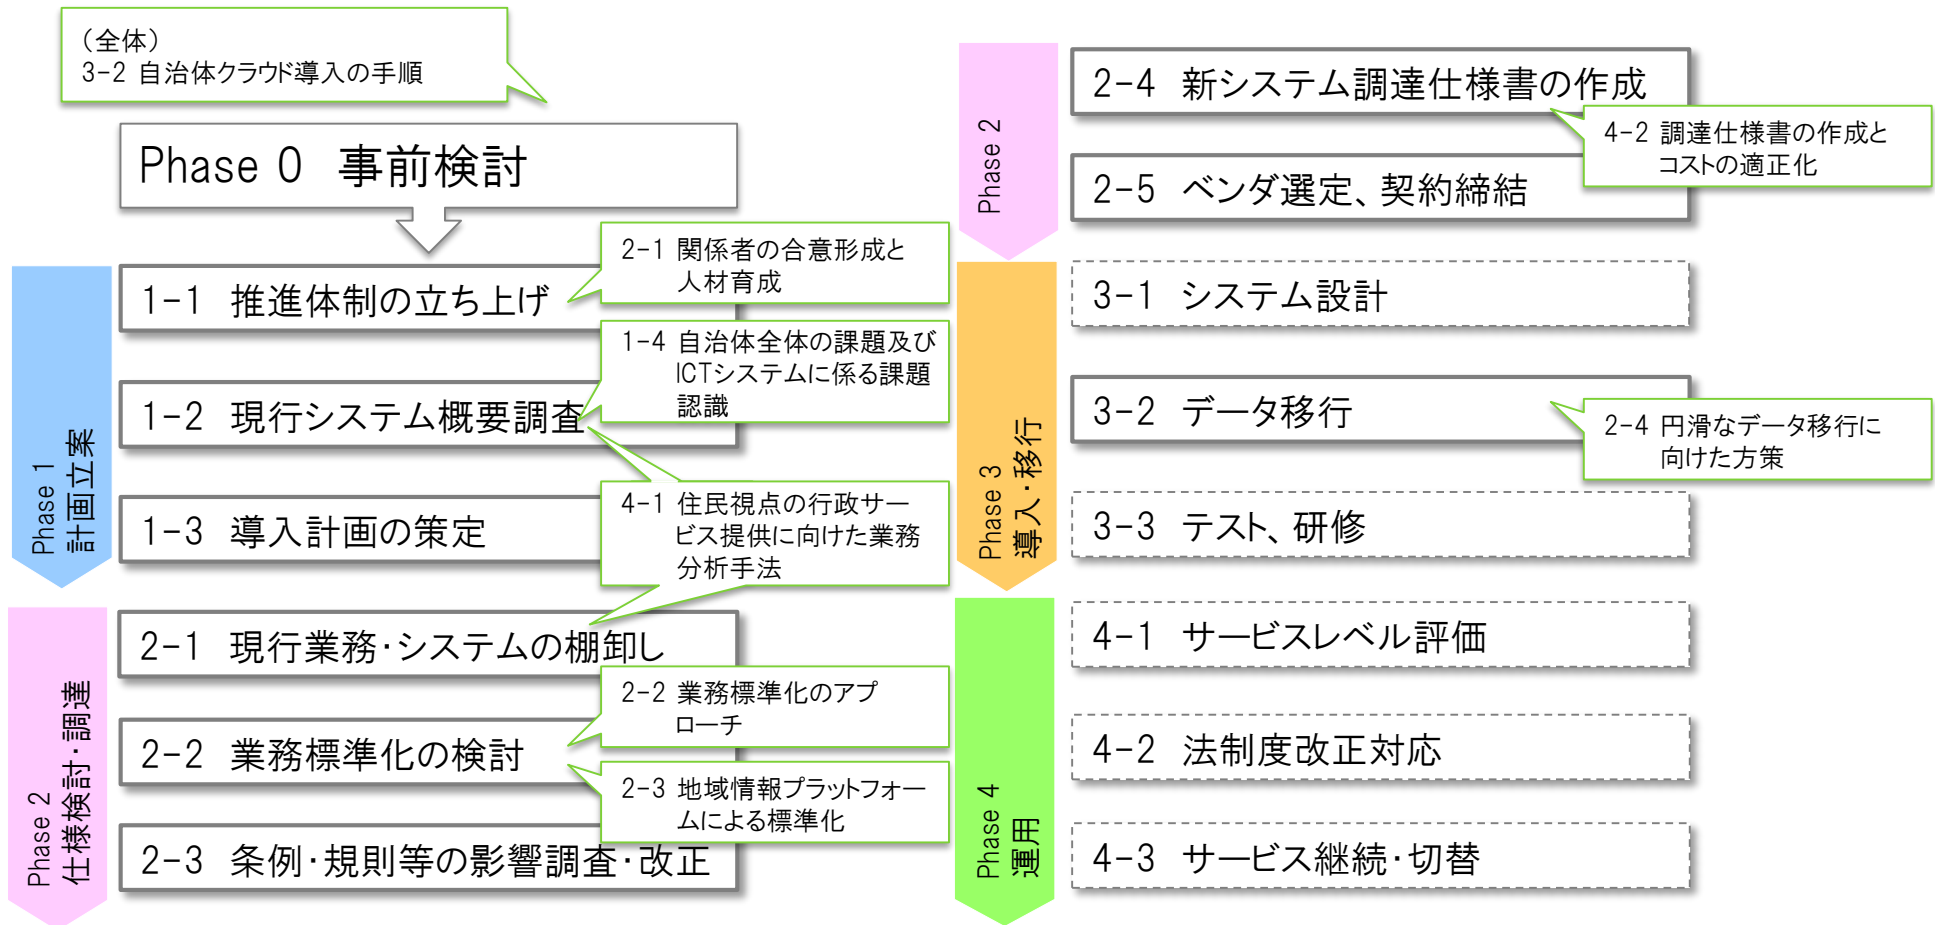 （全体）
3-2 自治体クラウド導入の手順
Phase 0 事前検討
Phase 1
計画立案
1-1 推進体制の立ち上げ
2-1 関係者の合意形成と
人材育成
1-2 現行システム概要調査
1-4 自治体全体の課題及び
ICTシステムに係る課題
認識
1-3 導入計画の策定
4-1 住民視点の行政サー
ビス提供に向けた業務
分析手法
Phase 2
仕様検討・調達
2-1 現行業務・システムの棚卸し
2-2 業務標準化の検討
2-2 業務標準化のアプ
ローチ
2-3 地域情報プラットフォー
ムによる標準化
2-3 条例・規則等の影響調査・改正
Phase 2
2-4 新システム調達仕様書の作成
4-2 調達仕様書の作成と
コストの適正化
2-5 ベンダ選定、契約締結
Phase 3
導入・移行
3-1 システム設計
3-2 データ移行
2-4 円滑なデータ移行に
向けた方策
3-3 テスト、研修
Phase 4
運用
4-1 サービスレベル評価
4-2 法制度改正対応
4-3 サービス継続・切替